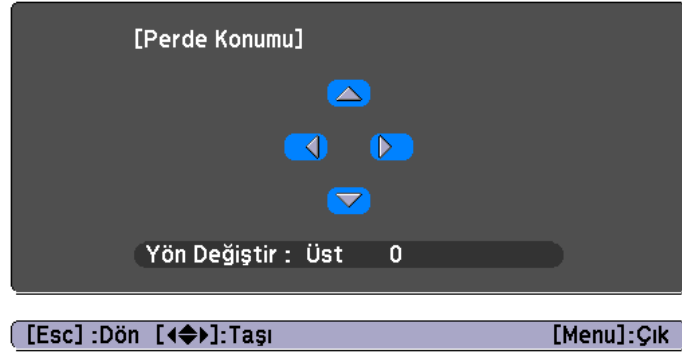 [Perde Konumu]
Yön Değiştir : Üst 0
[Esc] :Dön [◂◆▸]:Taşı [Menu]:Çık